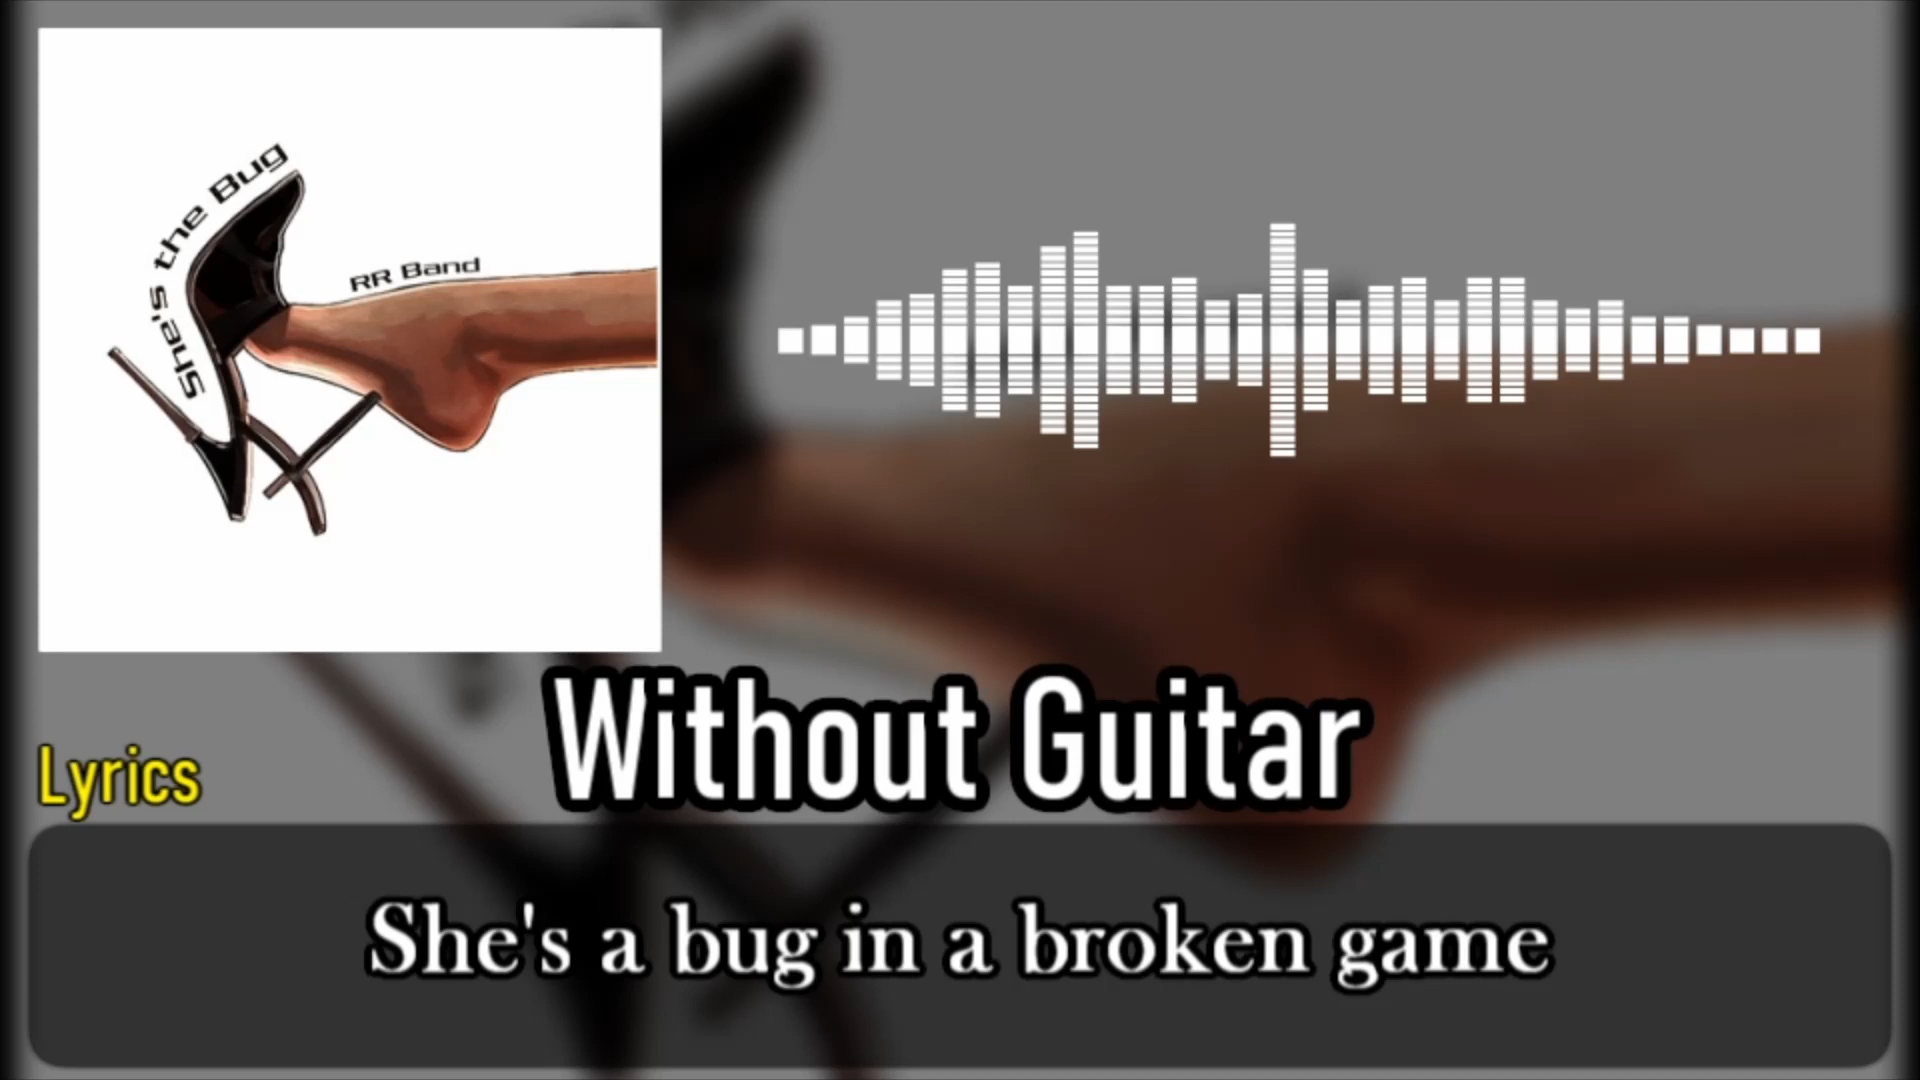 She's the Bug
RR Band
Without Guitar
Lyrics
She's a bug in a broken game